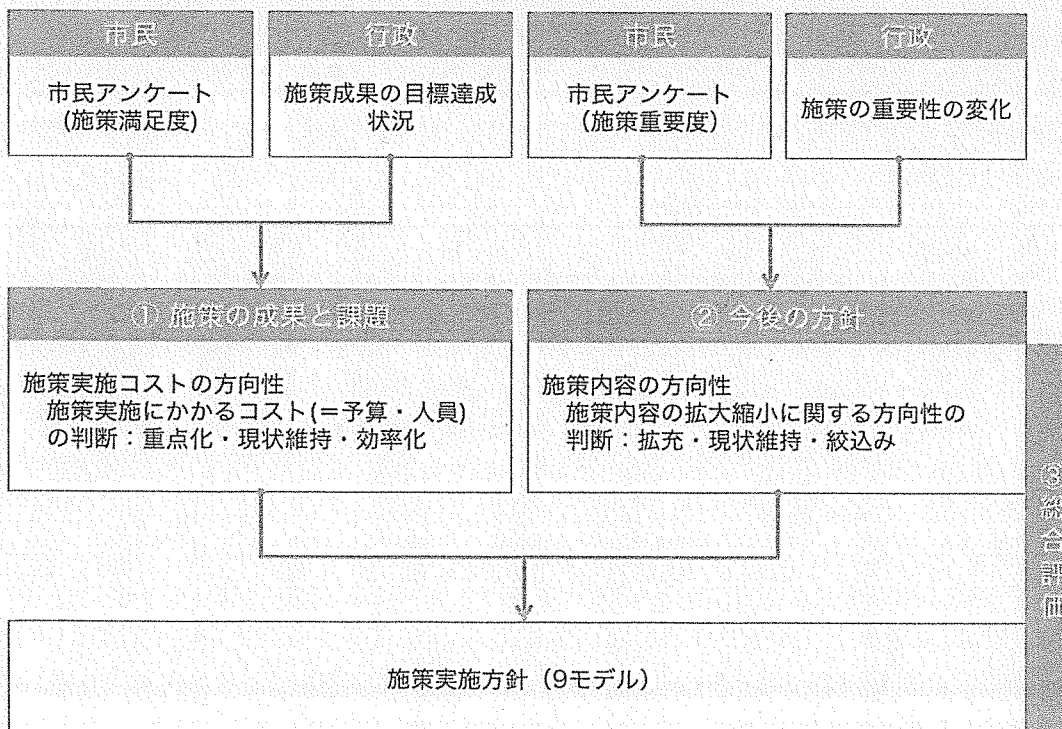 市民
行政
市民
行政
市民アンケート
(施策満足度)
施策成果の目標達成
状況
市民アンケート
（施策重要度）
施策の重要性の変化
① 施策の成果と課題
② 今後の方針
施策実施コストの方向性
施策実施にかかるコスト(＝予算・人員)
の判断：重点化・現状維持・効率化
施策内容の方向性
施策内容の拡大縮小に関する方向性の
判断：拡充・現状維持・絞込み
③総合評価
施策実施方針（9モデル）